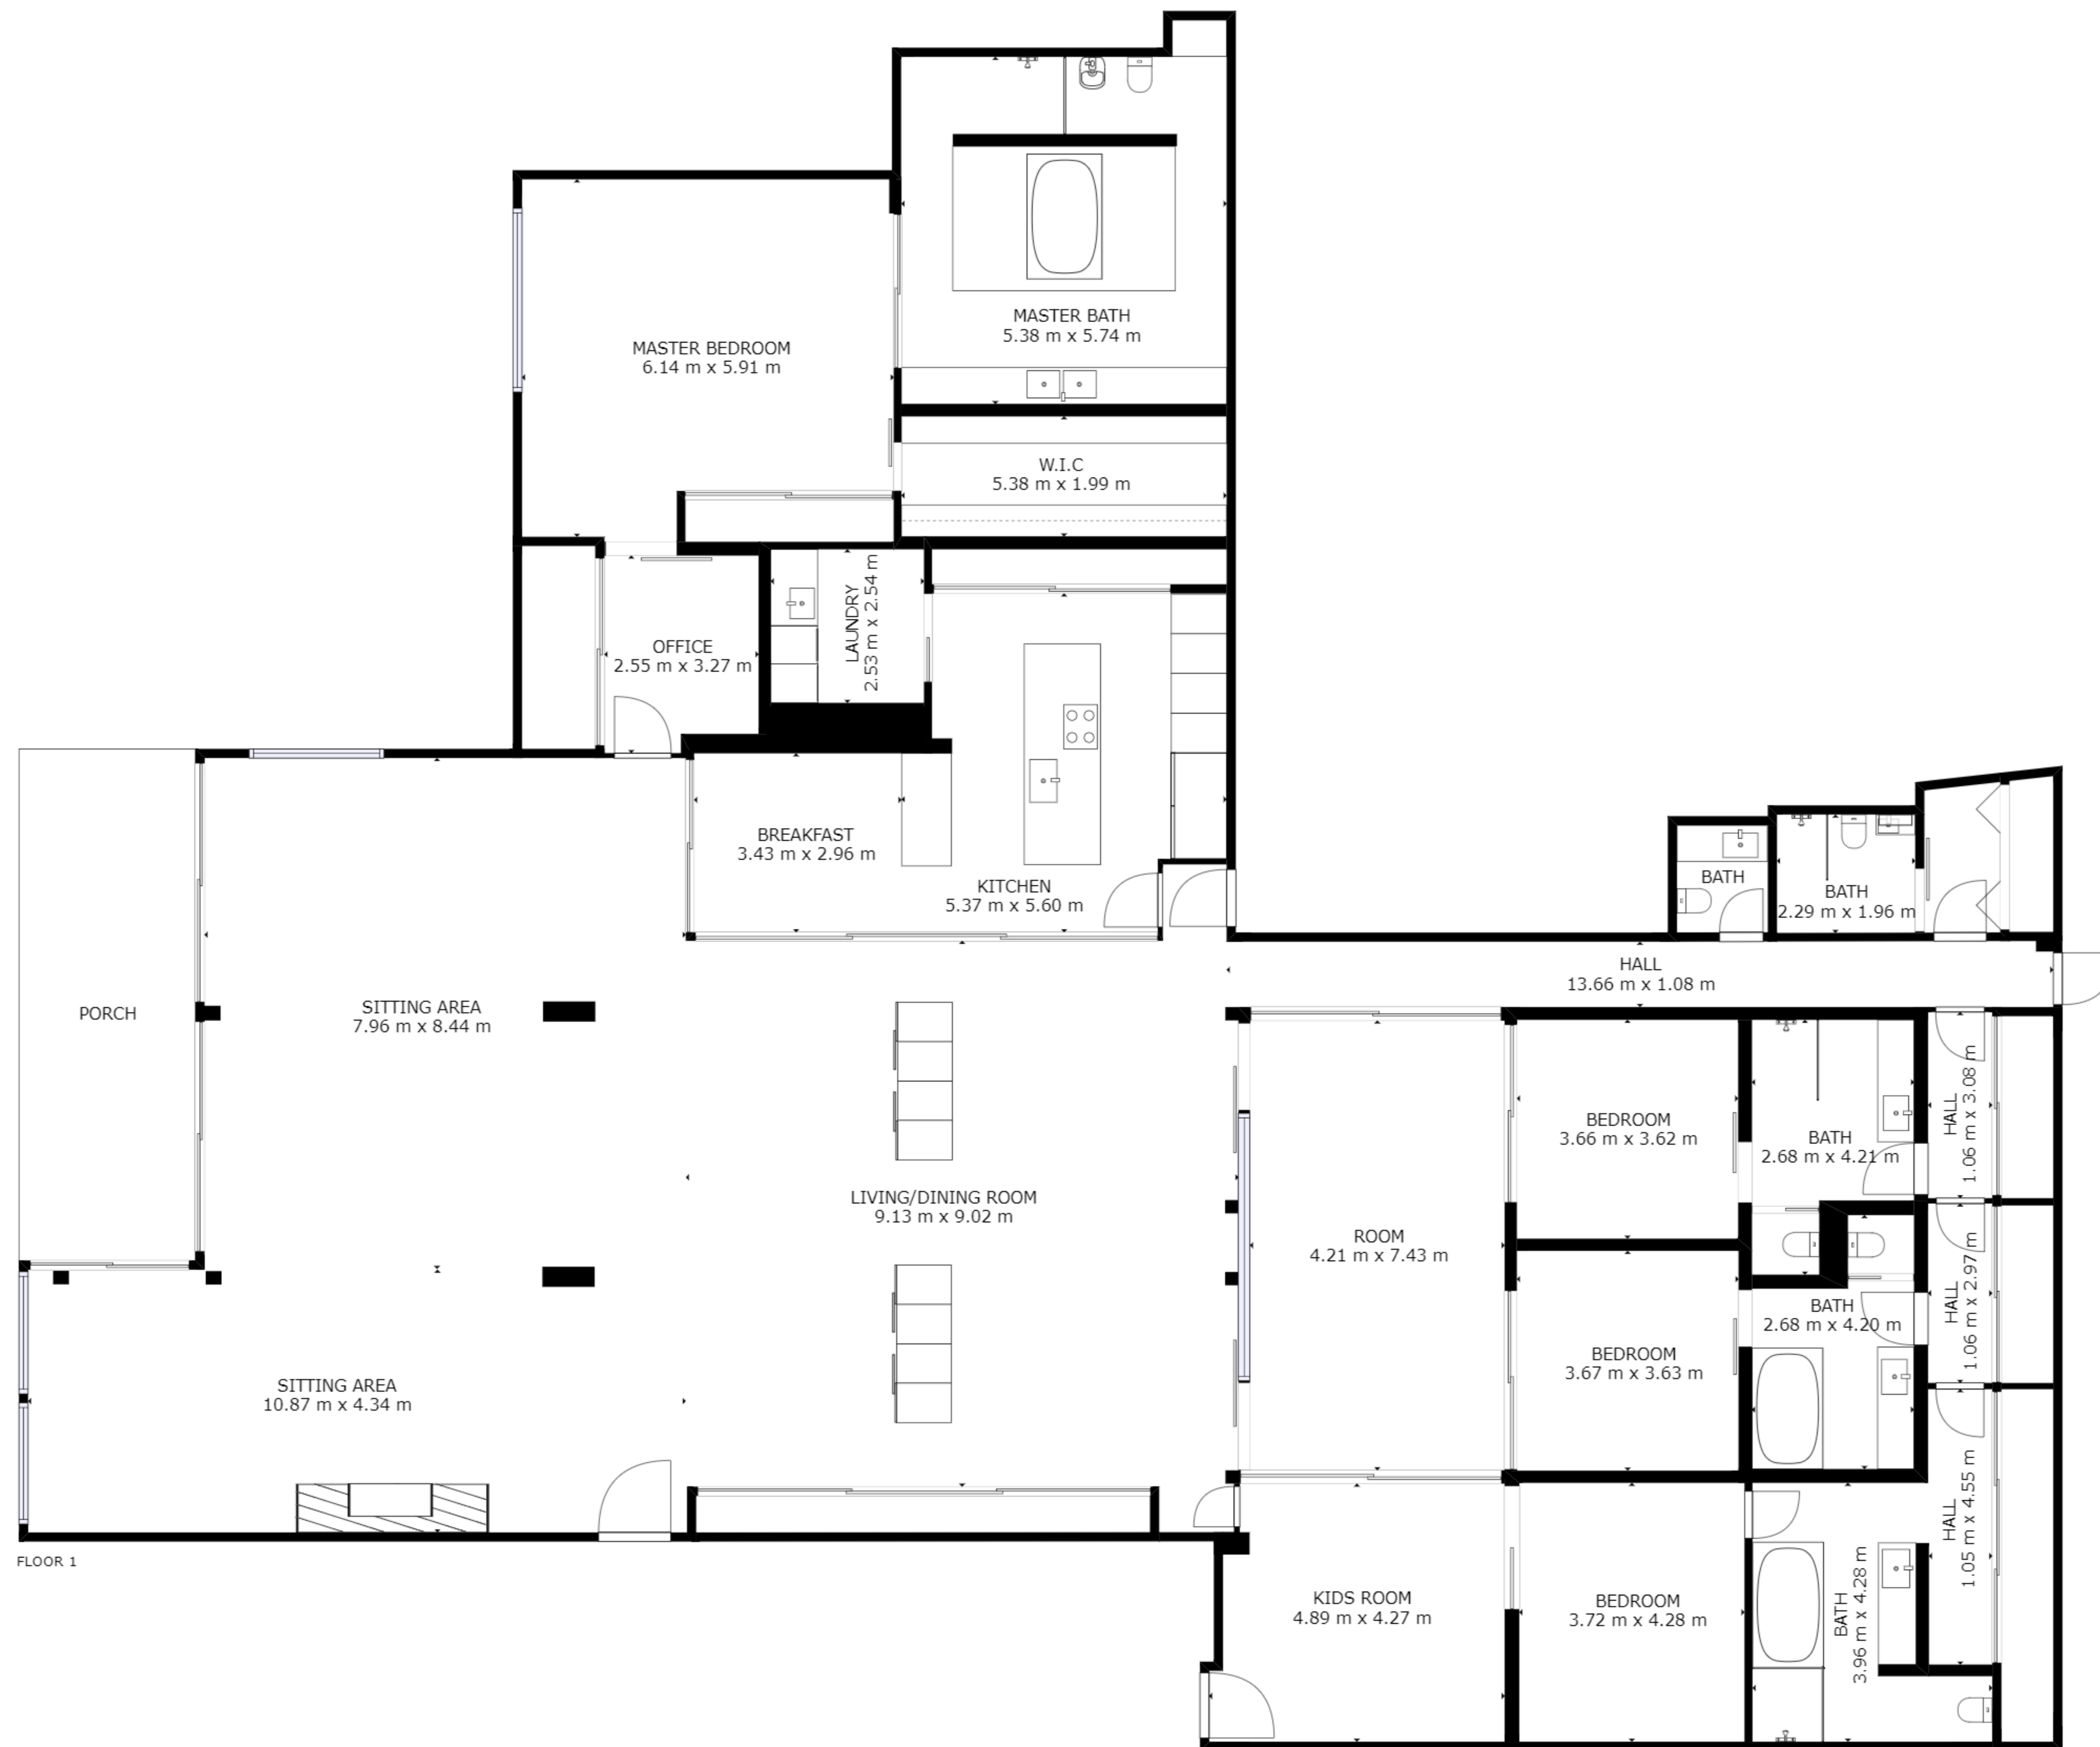 MASTER BATH
5.38 m x 5.74 m
MASTER BEDROOM
6.14 m x 5.91 m
W.I.C
5.38 m x 1.99 m
OFFICE
2.55 m x 3.27 m
LAUNDRY
2.53 m x 2.54 m
BREAKFAST
3.43 m x 2.96 m
KITCHEN
5.37 m x 5.60 m
BATH
BATH
2.29 m x 1.96 m
HALL
13.66 m x 1.08 m
PORCH
SITTING AREA
7.96 m x 8.44 m
LIVING/DINING ROOM
9.13 m x 9.02 m
ROOM
4.21 m x 7.43 m
BEDROOM
3.66 m x 3.62 m
BATH
2.68 m x 4.21 m
HALL
1.06 m x 3.08 m
BEDROOM
3.67 m x 3.63 m
BATH
2.68 m x 4.20 m
HALL
1.06 m x 2.97 m
SITTING AREA
10.87 m x 4.34 m
KIDS ROOM
4.89 m x 4.27 m
BEDROOM
3.72 m x 4.28 m
BATH
3.96 m x 4.28 m
HALL
1.05 m x 4.55 m
FLOOR 1